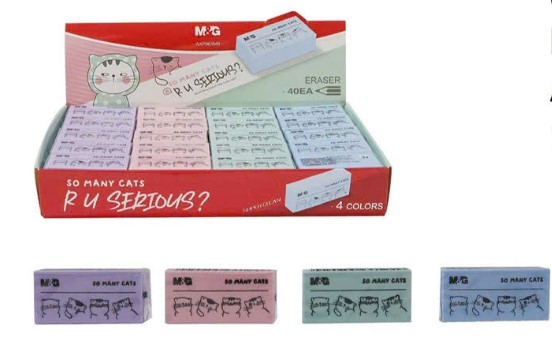 M&G
SO MANY CATS
R U SERIOUS?
ERASER
40EA
SO MANY CATS
R U SERIOUS?
4 COLORS
M&G SO MANY CATS
M&G SO MANY CATS
M&G SO MANY CATS
M&G SO MANY CATS